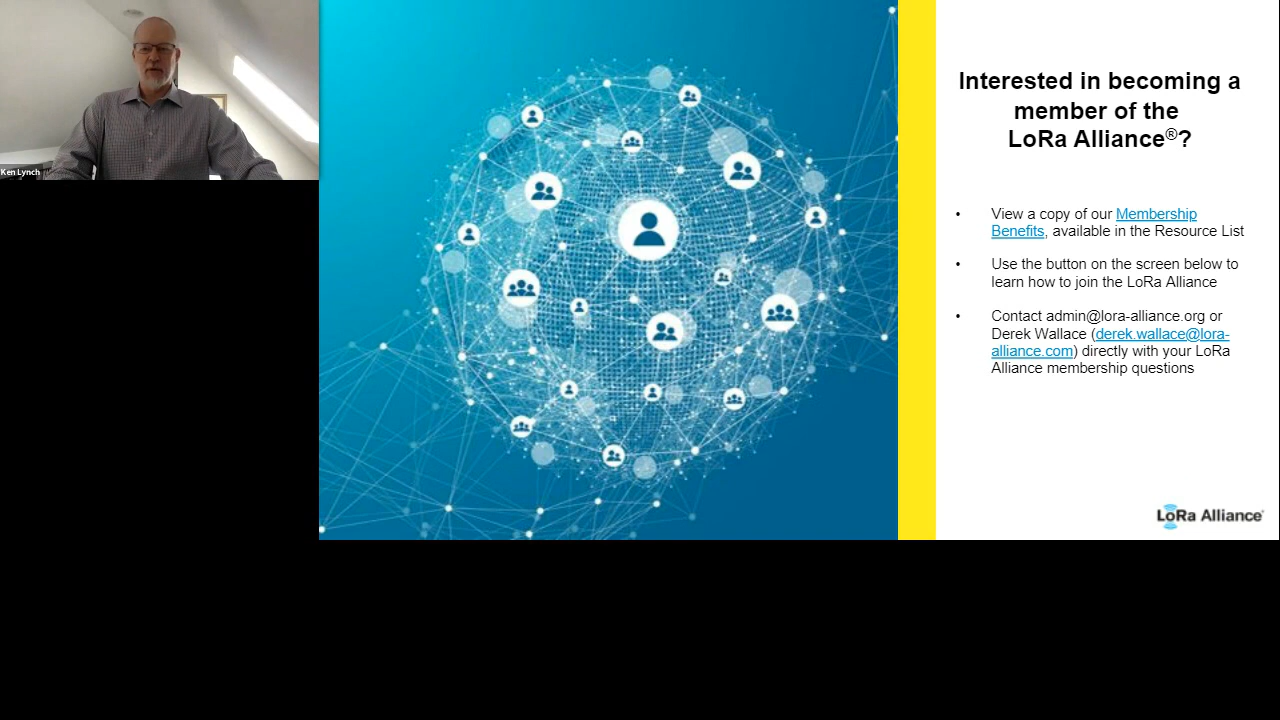 Ken Lynch
Interested in becoming a
member of the
LoRa Alliance®?
• View a copy of our Membership
Benefits, available in the Resource List
• Use the button on the screen below to
learn how to join the LoRa Alliance
• Contact admin@lora-alliance.org or
Derek Wallace (derek.wallace@lora-
alliance.com) directly with your LoRa
Alliance membership questions
LoRa Alliance